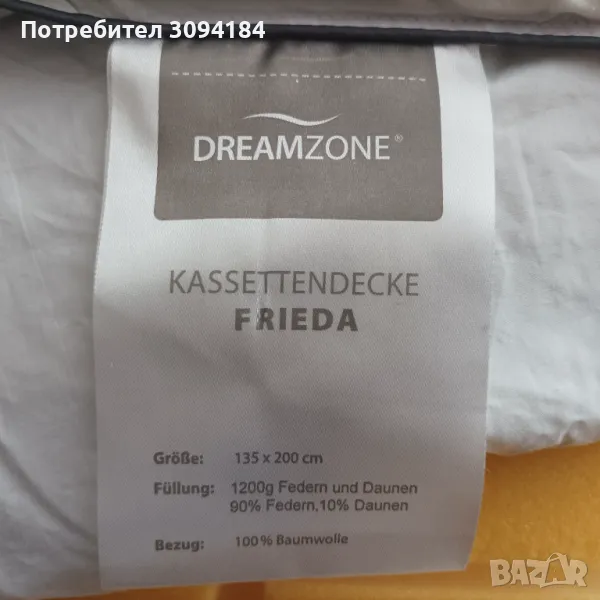 Потребител 3094184
DREAMZONE®
KASSETTENDECKE
FRIEDA
Größe: 135 x 200 cm
Füllung: 1200g Federn und Daunen
90% Federn,10% Daunen
Bezug: 100% Baumwolle
BAZAR